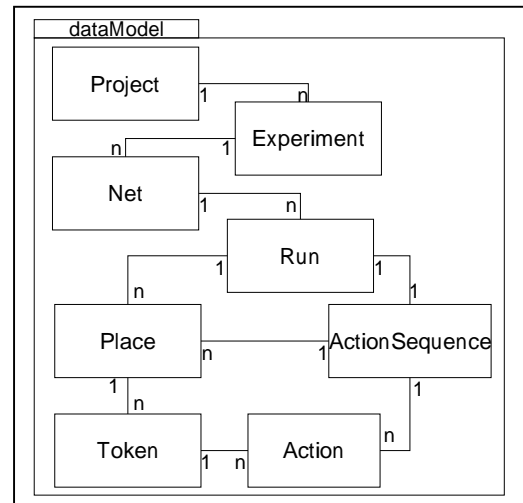 dataModel
Project
1
n
Experiment
n
1
Net
1
n
Run
1
1
n
1
Place
n
1
ActionSequence
1
n
1
n
Token
1
n
Action